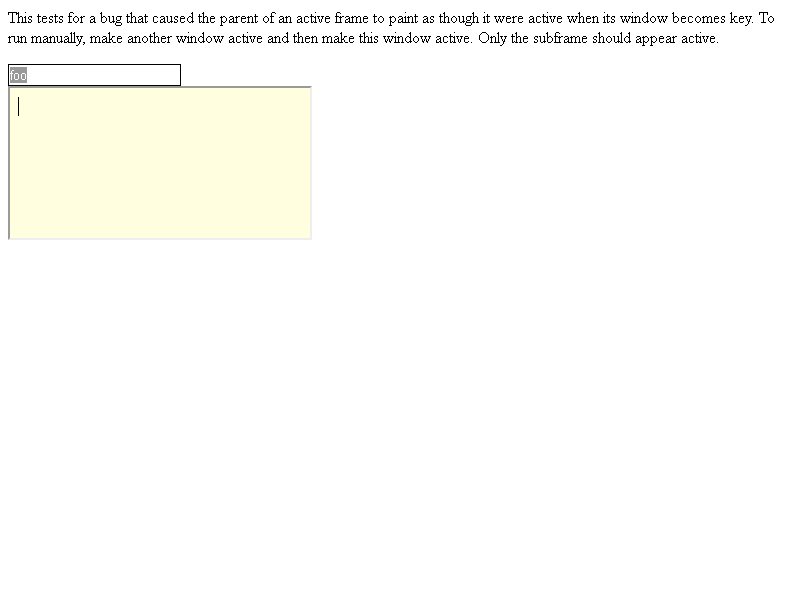 This tests for a bug that caused the parent of an active frame to paint as though it were active when its window becomes key. To
run manually, make another window active and then make this window active. Only the subframe should appear active.
foo